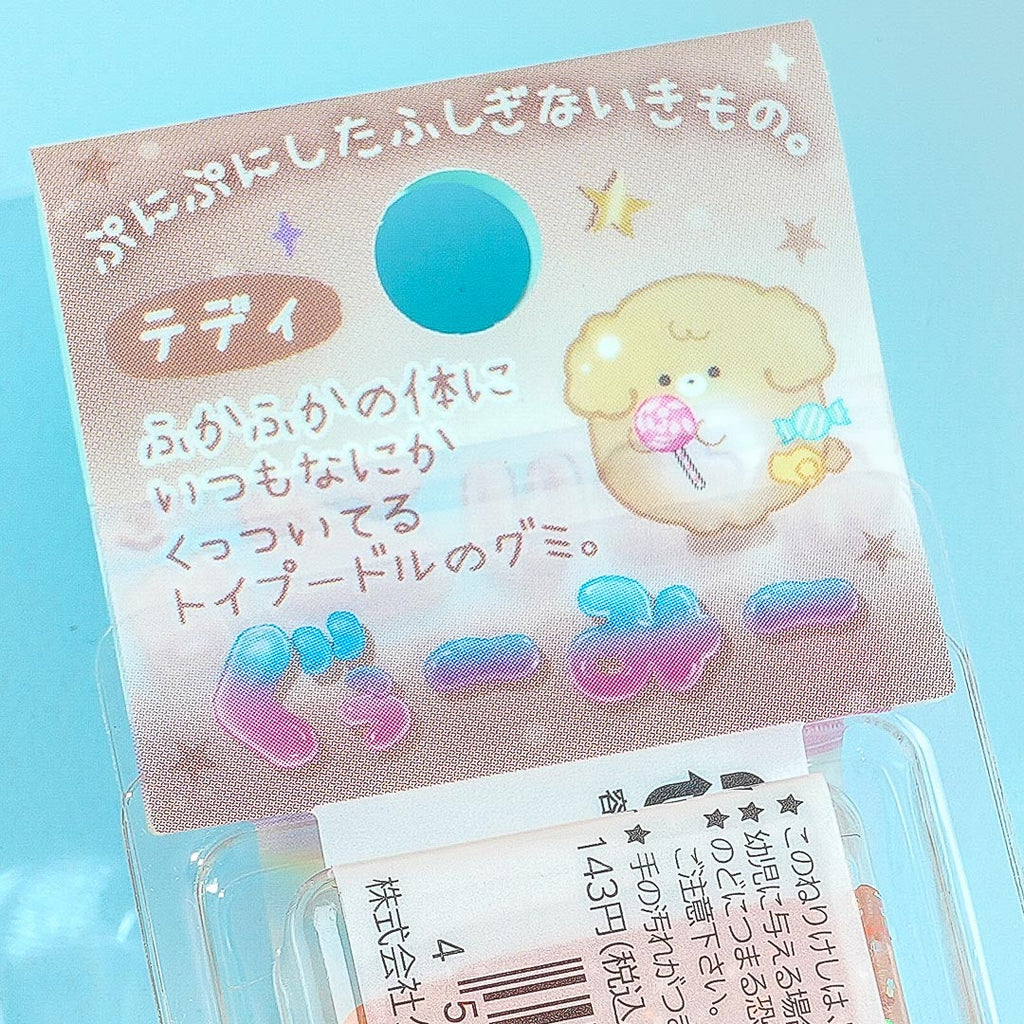 ぷにぷにしたふしぎないきもの。
テディ
ふかふかの体に
いつもなにか
くっついてる
トイプードルのグミ。
ぐーみー
★このねりけしは、
★幼児に与える場合
★のどにつまる恐
ご注意下さい。
★手の汚れがつ
143円(税込
株式会社
4 5